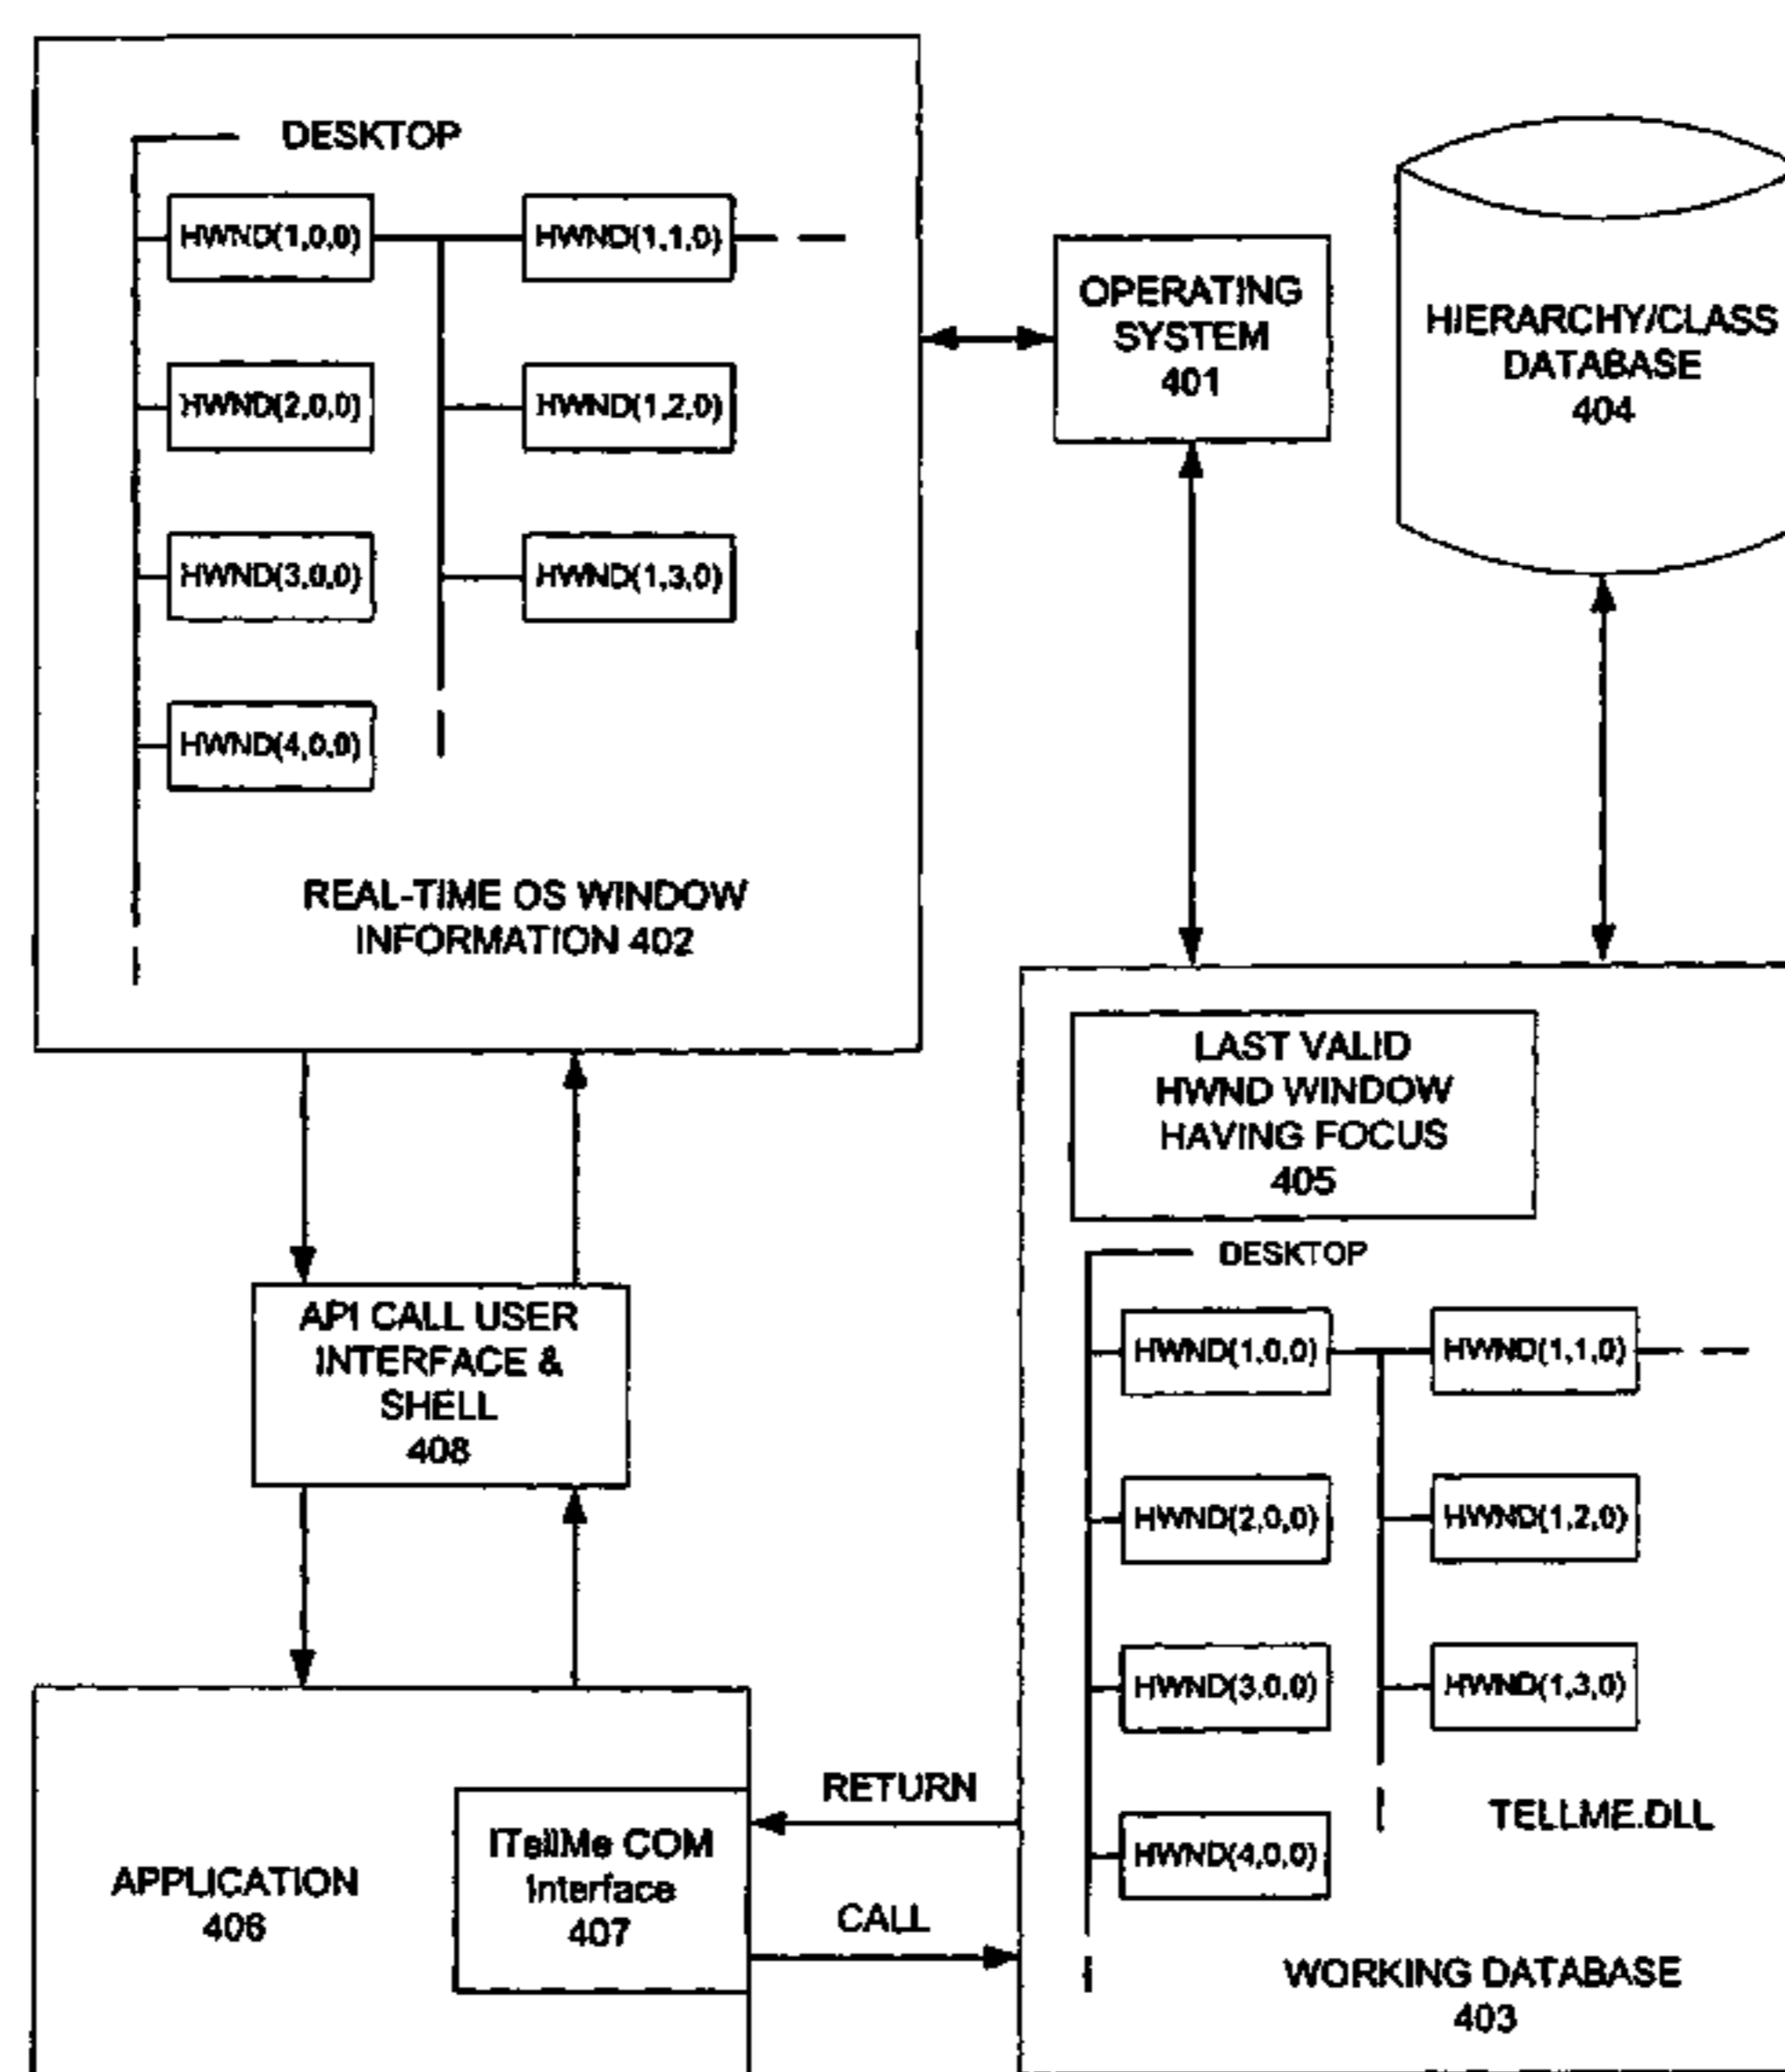 DESKTOP
HWND(1,0,0)
HWND(1,1,0)
HWND(2,0,0)
HWND(1,2,0)
HWND(3,0,0)
HWND(1,3,0)
HWND(4,0,0)
REAL-TIME OS WINDOW
INFORMATION 402
OPERATING
SYSTEM
401
HIERARCHY/CLASS
DATABASE
404
API CALL USER
INTERFACE &
SHELL
408
LAST VALID
HWND WINDOW
HAVING FOCUS
405
DESKTOP
HWND(1,0,0)
HWND(1,1,0)
HWND(2,0,0)
HWND(1,2,0)
HWND(3,0,0)
HWND(1,3,0)
HWND(4,0,0)
TELLME.DLL
WORKING DATABASE
403
APPLICATION
406
ITellMe COM
Interface
407
RETURN
CALL